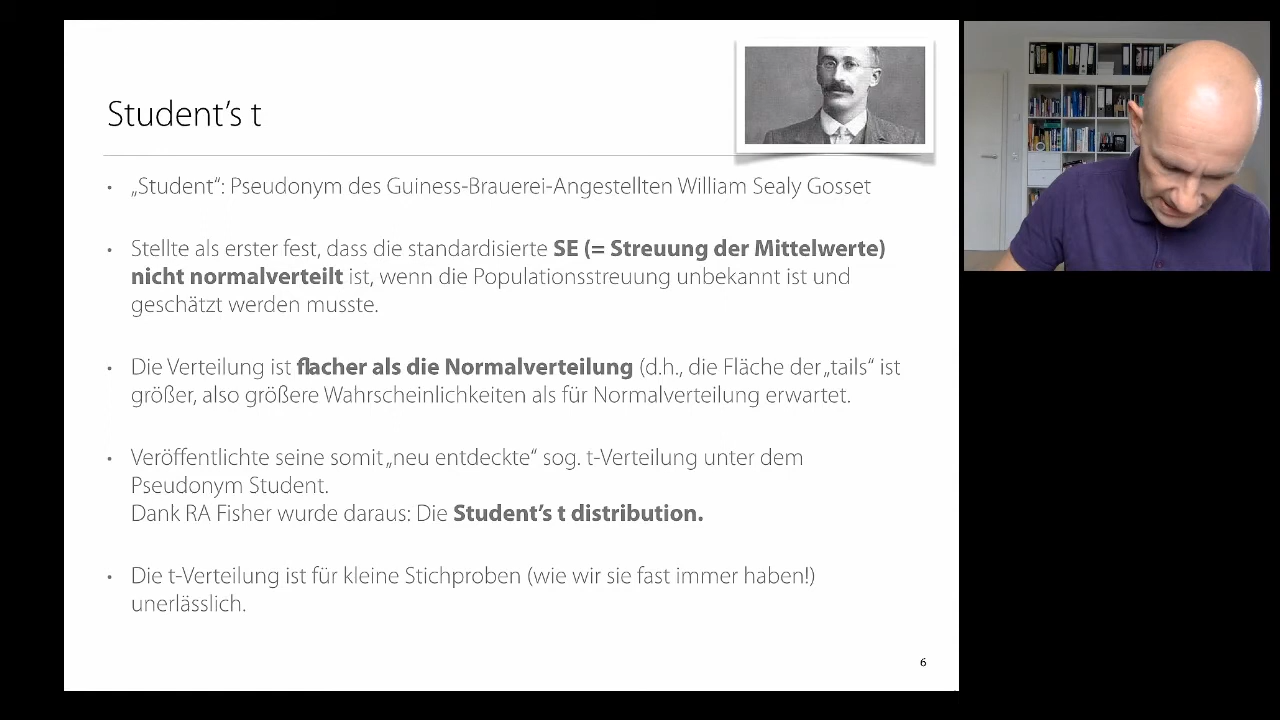 Student’s t
• „Student“: Pseudonym des Guiness-Brauerei-Angestellten William Sealy Gosset
• Stellte als erster fest, dass die standardisierte SE (= Streuung der Mittelwerte)
nicht normalverteilt ist, wenn die Populationsstreuung unbekannt ist und
geschätzt werden musste.
• Die Verteilung ist flacher als die Normalverteilung (d.h., die Fläche der „tails“ ist
größer, also größere Wahrscheinlichkeiten als für Normalverteilung erwartet.
• Veröffentlichte seine somit „neu entdeckte“ sog. t-Verteilung unter dem
Pseudonym Student.
Dank RA Fisher wurde daraus: Die Student’s t distribution.
• Die t-Verteilung ist für kleine Stichproben (wie wir sie fast immer haben!)
unerlässlich.
6